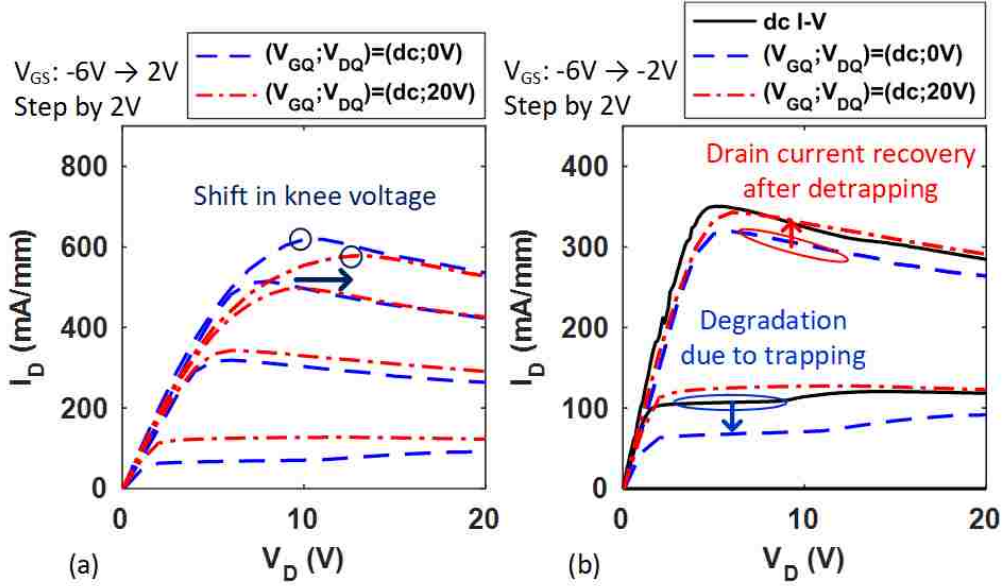 V_GS: -6V → 2V
Step by 2V
(V_GQ;V_DQ)=(dc;0V)
(V_GQ;V_DQ)=(dc;20V)
Shift in knee voltage
800
600
400
200
0
0
10
20
I_D (mA/mm)
V_D (V)
(a)
V_GS: -6V → -2V
Step by 2V
dc I-V
(V_GQ;V_DQ)=(dc;0V)
(V_GQ;V_DQ)=(dc;20V)
Drain current recovery
after detrapping
Degradation
due to trapping
400
300
200
100
0
0
10
20
I_D (mA/mm)
V_D (V)
(b)